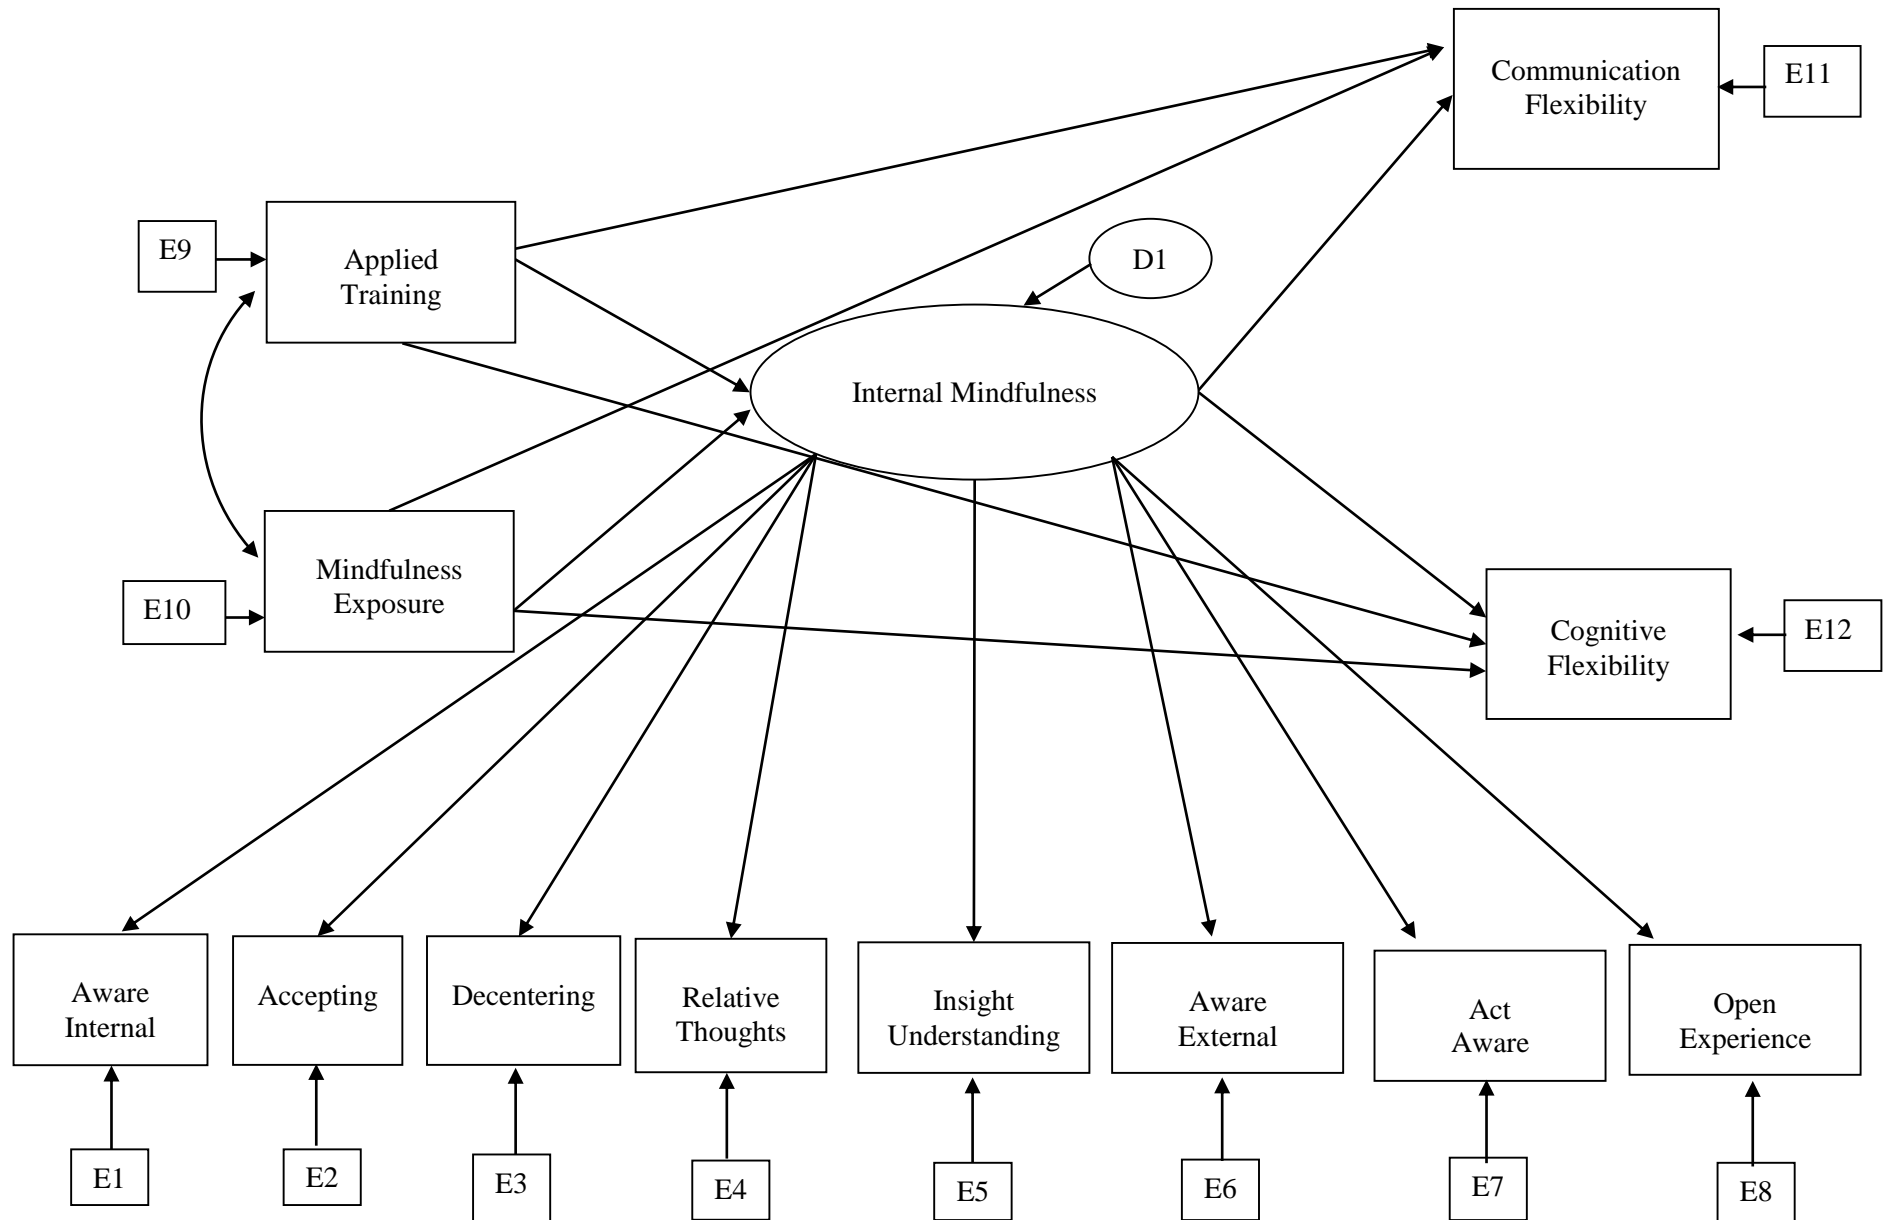 Communication
Flexibility
E11
E9
Applied
Training
D1
Internal Mindfulness
Mindfulness
Exposure
E10
Cognitive
Flexibility
E12
Aware
Internal
Accepting
Decentering
Relative
Thoughts
Insight
Understanding
Aware
External
Act
Aware
Open
Experience
E1
E2
E3
E4
E5
E6
E7
E8